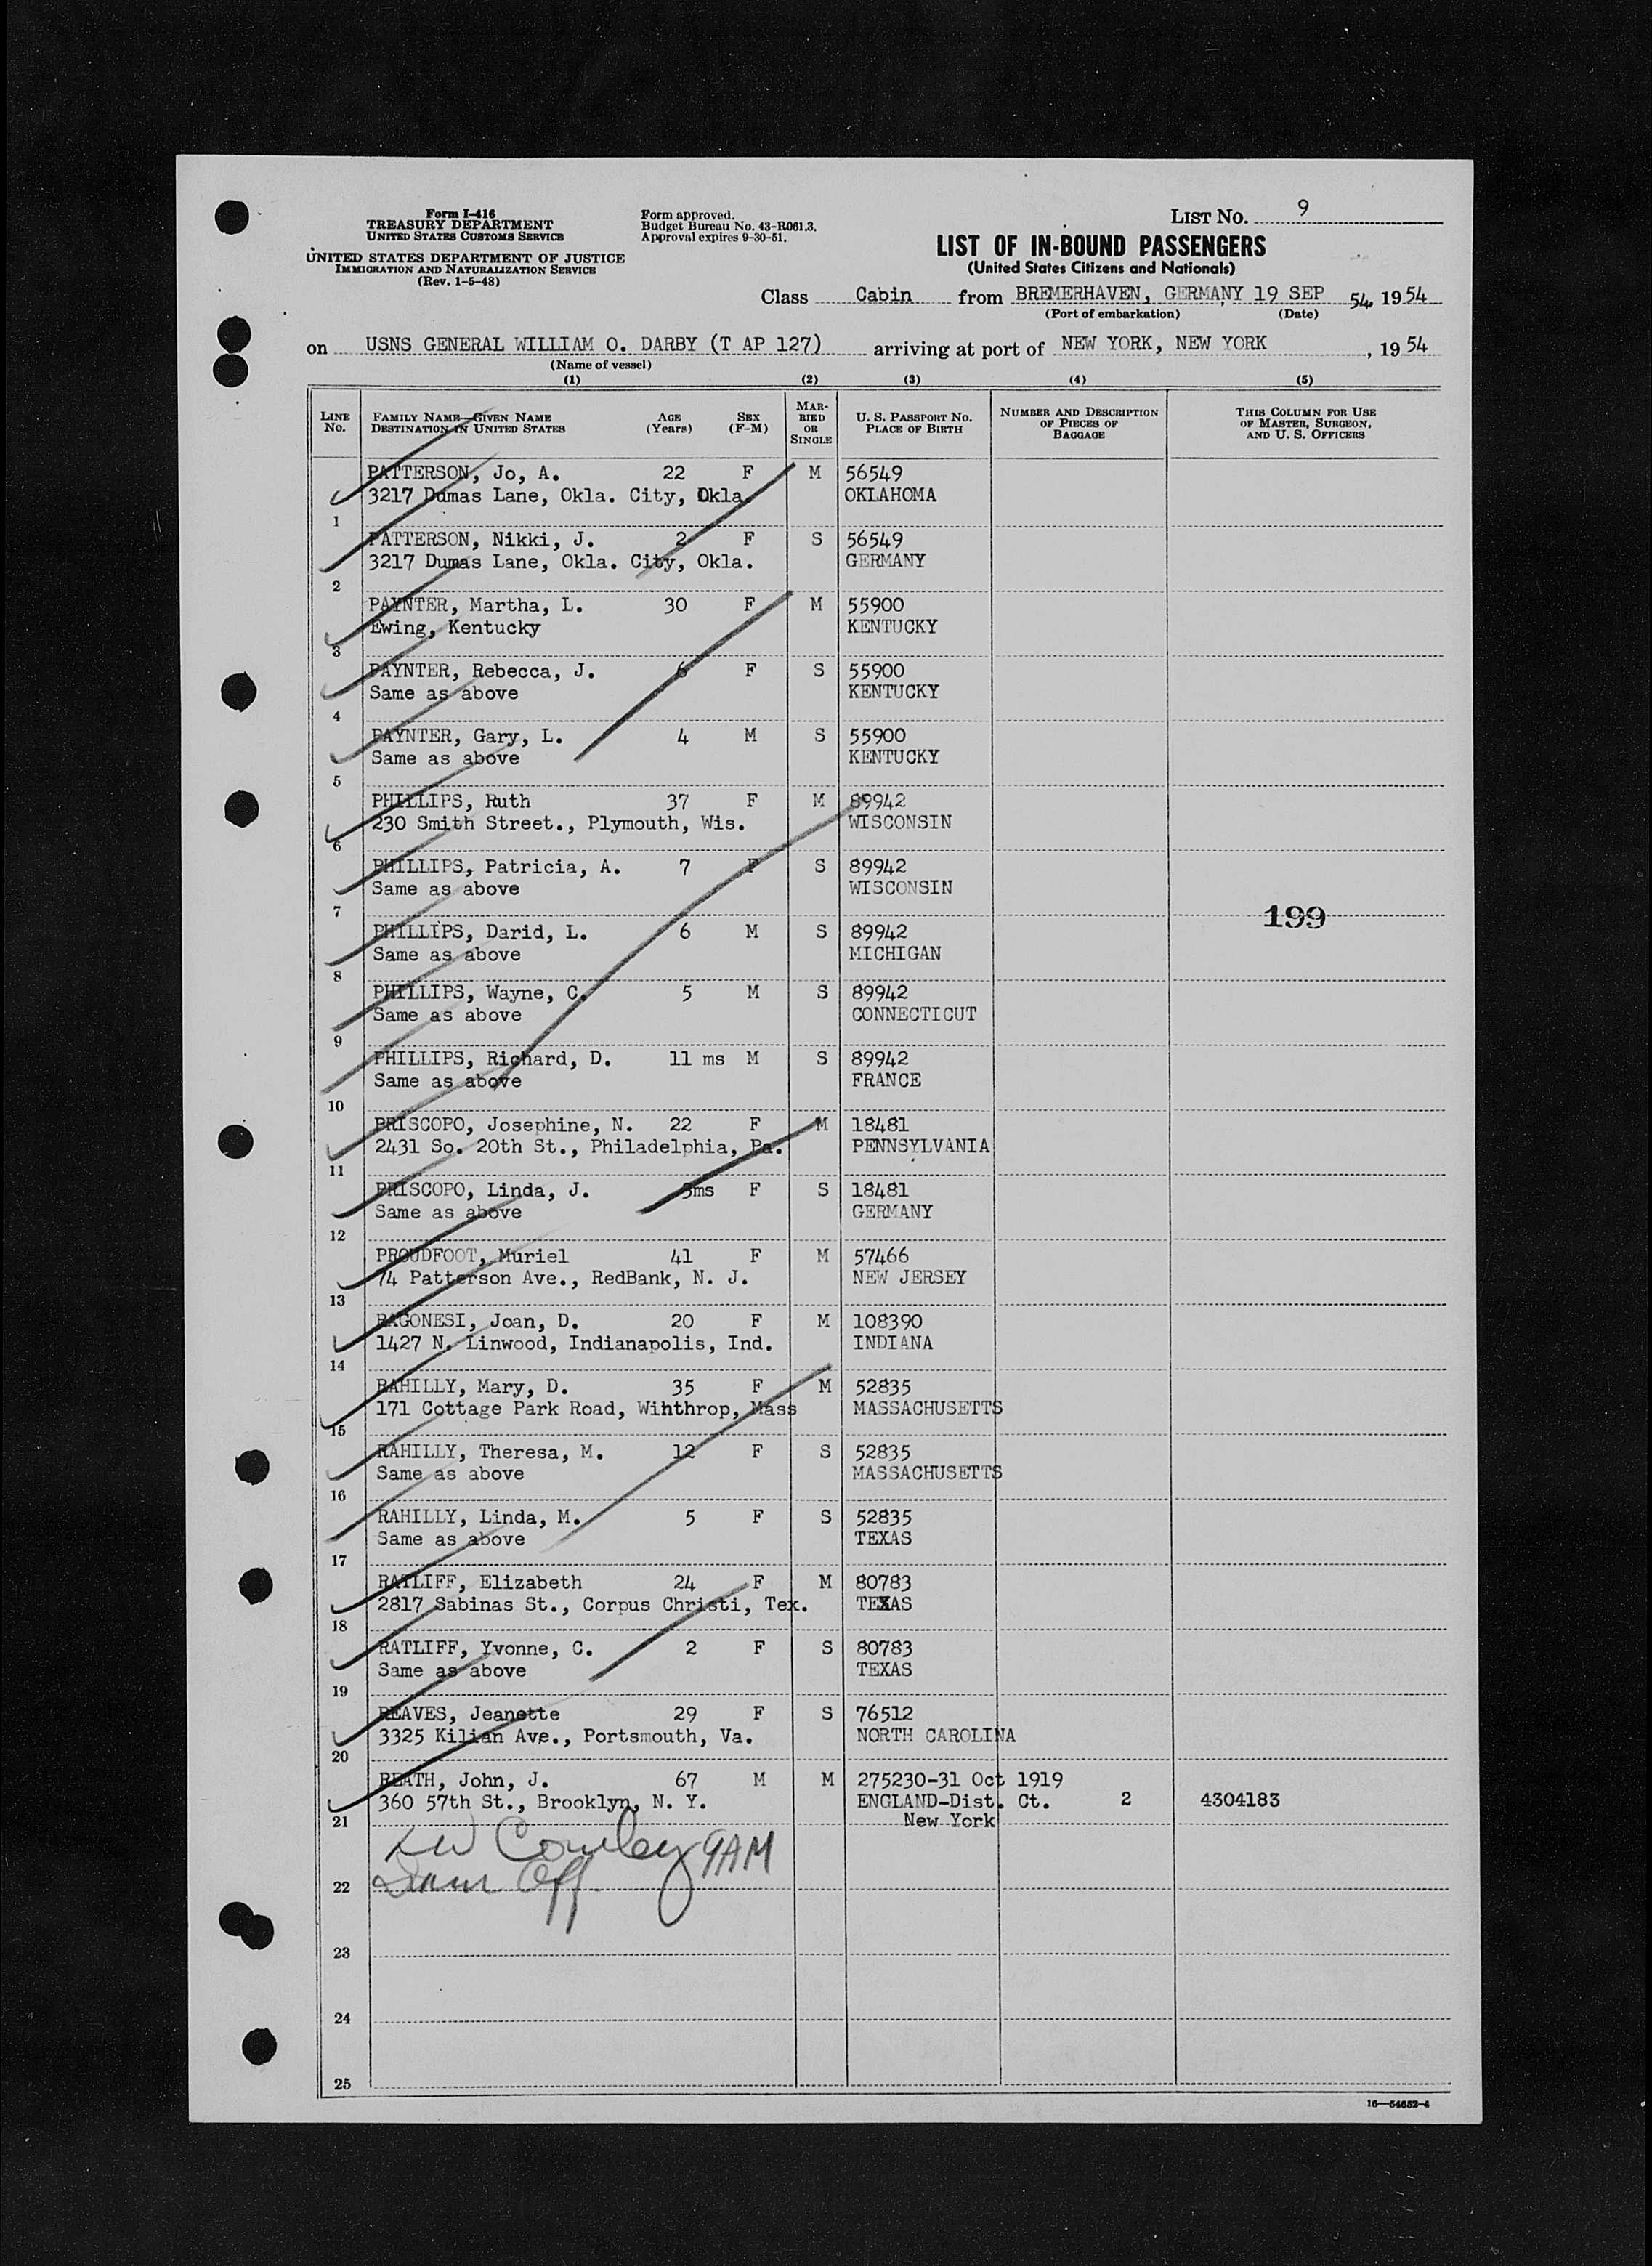 Form I-416
TREASURY DEPARTMENT
UNITED STATES CUSTOMS SERVICE
UNITED STATES DEPARTMENT OF JUSTICE
IMMIGRATION AND NATURALIZATION SERVICE
(Rev. 1-5-48)
Form approved.
Budget Bureau No. 43-R061.3.
Approval expires 9-30-51.
LIST NO. 9
LIST OF IN-BOUND PASSENGERS
(United States Citizens and Nationals)
Class Cabin from BREMERHAVEN, GERMANY 19 SEP 54, 1954
(Port of embarkation) (Date)
on USNS GENERAL WILLIAM O. DARBY (T AP 127) arriving at port of NEW YORK, NEW YORK, 1954
(Name of vessel)
(1) (2) (3) (4) (5)
LINE NO. FAMILY NAME—GIVEN NAME DESTINATION IN UNITED STATES AGE (Years) SEX (F-M) MARRIED OR SINGLE U. S. PASSPORT NO. PLACE OF BIRTH NUMBER AND DESCRIPTION OF PIECES OF BAGGAGE THIS COLUMN FOR USE OF MASTER, SURGEON, AND U. S. OFFICERS
PATTERSON, Jo, A. 22 F M 56549
3217 Dumas Lane, Okla. City, Okla. OKLAHOMA
1
PATTERSON, Nikki, J. 2 F S 56549
3217 Dumas Lane, Okla. City, Okla. GERMANY
2
PAYNTER, Martha, L. 30 F M 55900
Ewing, Kentucky KENTUCKY
3
PAYNTER, Rebecca, J. 6 F S 55900
Same as above KENTUCKY
4
PAYNTER, Gary, L. 4 M S 55900
Same as above KENTUCKY
5
PHILLIPS, Ruth 37 F M 89942
230 Smith Street., Plymouth, Wis. WISCONSIN
6
PHILLIPS, Patricia, A. 7 F S 89942
Same as above WISCONSIN
7
199
PHILLIPS, Darid, L. 6 M S 89942
Same as above MICHIGAN
8
PHILLIPS, Wayne, C. 5 M S 89942
Same as above CONNECTICUT
9
PHILLIPS, Richard, D. 11 ms M S 89942
Same as above FRANCE
10
PRISCOPO, Josephine, N. 22 F M 18481
2431 So. 20th St., Philadelphia, Pa. PENNSYLVANIA
11
PRISCOPO, Linda, J. 3ms F S 18481
Same as above GERMANY
12
PROUDFOOT, Muriel 41 F M 57466
74 Patterson Ave., RedBank, N. J. NEW JERSEY
13
RAGONESI, Joan, D. 20 F M 108390
1427 N. Linwood, Indianapolis, Ind. INDIANA
14
RAHILLY, Mary, D. 35 F M 52835
171 Cottage Park Road, Wihthrop, Mass MASSACHUSETTS
15
RAHILLY, Theresa, M. 12 F S 52835
Same as above MASSACHUSETTS
16
RAHILLY, Linda, M. 5 F S 52835
Same as above TEXAS
17
RATLIFF, Elizabeth 24 F M 80783
2817 Sabinas St., Corpus Christi, Tex. TEXAS
18
RATLIFF, Yvonne, C. 2 F S 80783
Same as above TEXAS
19
REAVES, Jeanette 29 F S 76512
3325 Kilian Ave., Portsmouth, Va. NORTH CAROLINA
20
REATH, John, J. 67 M M 275230-31 Oct 1919
360 57th St., Brooklyn, N. Y. ENGLAND-Dist. Ct. 2 4304183
21 New York
Cowley 9AM
22 Off
23
24
25
16—54652-4